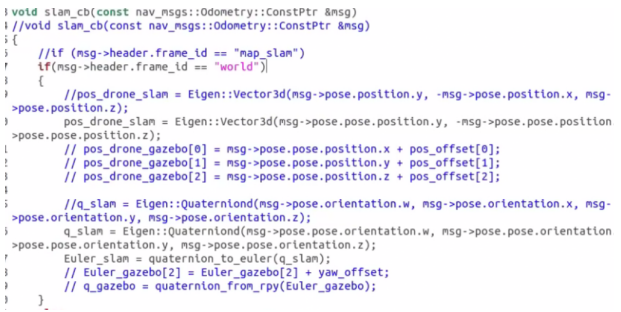 void slam_cb(const nav_msgs::Odometry::ConstPtr &msg)
//void slam_cb(const nav_msgs::Odometry::ConstPtr &msg)
{
//if (msg->header.frame_id == "map_slam")
if(msg->header.frame_id == "world")
{
//pos_drone_slam = Eigen::Vector3d(msg->pose.position.y, -msg->pose.position.x, msg-
>pose.position.z);
pos_drone_slam = Eigen::Vector3d(msg->pose.pose.position.y, -msg->pose.pose.position
>pose.pose.position.z);
// pos_drone_gazebo[0] = msg->pose.pose.position.x + pos_offset[0];
// pos_drone_gazebo[1] = msg->pose.pose.position.y + pos_offset[1];
// pos_drone_gazebo[2] = msg->pose.pose.position.z + pos_offset[2];
//q_slam = Eigen::Quaterniond(msg->pose.orientation.w, msg->pose.orientation.x, msg-
>pose.orientation.y, msg->pose.orientation.z);
q_slam = Eigen::Quaterniond(msg->pose.pose.orientation.w, msg->pose.pose.orientation
>pose.pose.orientation.y, msg->pose.pose.orientation.z);
Euler_slam = quaternion_to_euler(q_slam);
// Euler_gazebo[2] = Euler_gazebo[2] + yaw_offset;
// q_gazebo = quaternion_from_rpy(Euler_gazebo);
}